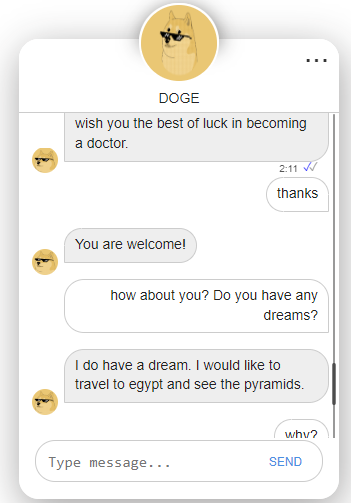 ...
DOGE
wish you the best of luck in becoming
a doctor.
2:11
thanks
You are welcome!
how about you? Do you have any
dreams?
I do have a dream. I would like to
travel to egypt and see the pyramids.
why?
Type message...
SEND